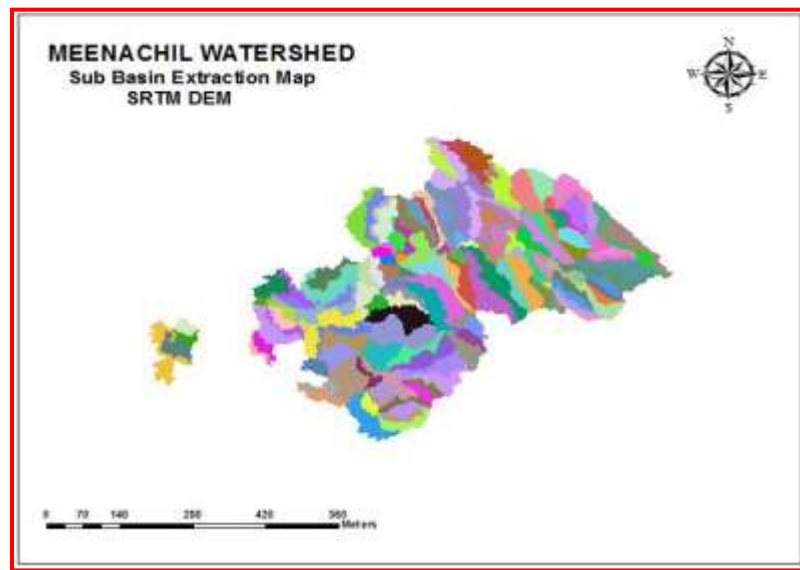 MEENACHIL WATERSHED
Sub Basin Extraction Map
SRTM DEM
N
W E
S
0 70 140 280 420 560
Meters